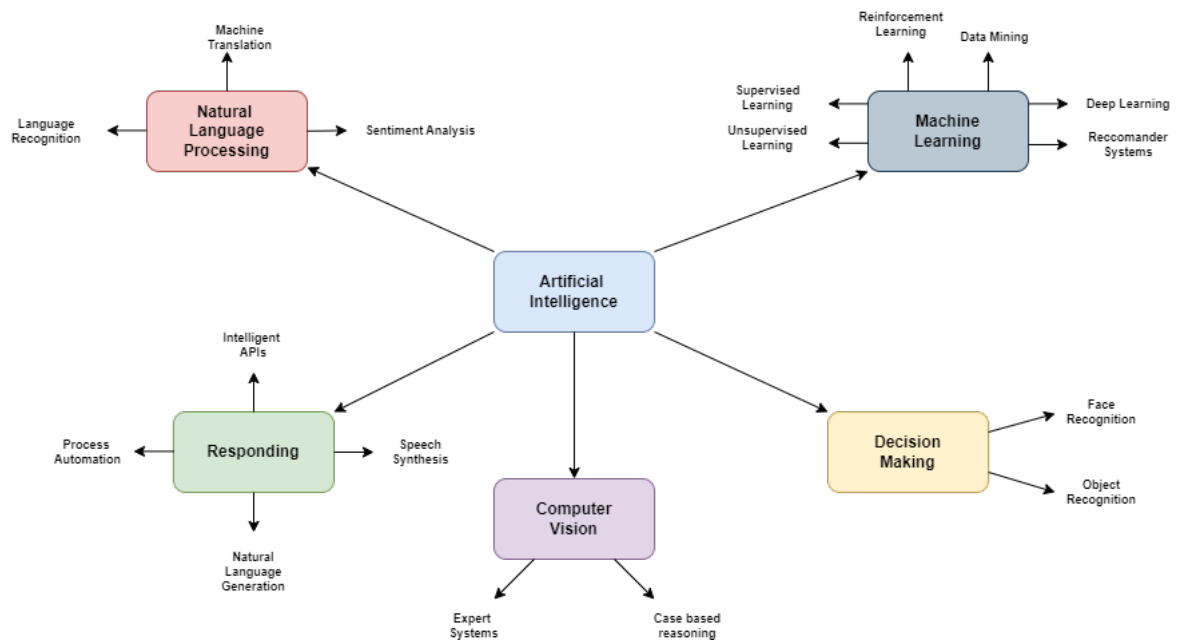 Machine
Translation
Language
Recognition
Natural
Language
Processing
Sentiment Analysis
Reinforcement
Learning
Data Mining
Supervised
Learning
Unsupervised
Learning
Machine
Learning
Deep Learning
Reccomander
Systems
Artificial
Intelligence
Intelligent
APIs
Process
Automation
Responding
Speech
Synthesis
Natural
Language
Generation
Computer
Vision
Expert
Systems
Case based
reasoning
Decision
Making
Face
Recognition
Object
Recognition